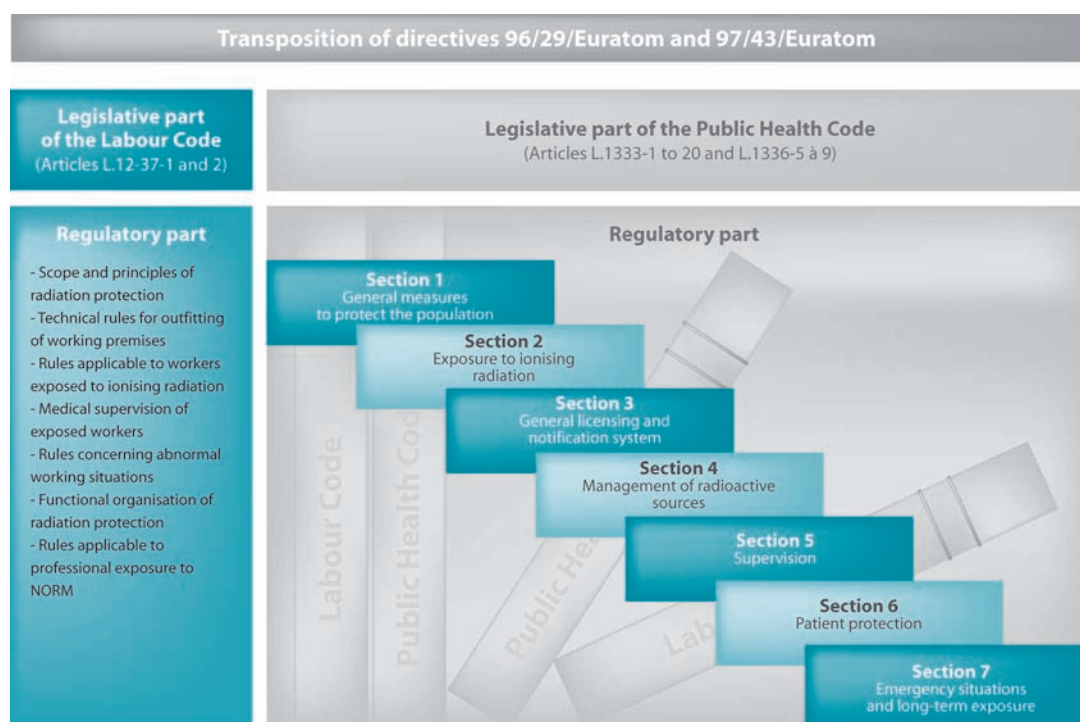 Transposition of directives 96/29/Euratom and 97/43/Euratom
Legislative part
of the Labour Code
(Articles L.12-37-1 and 2)
Legislative part of the Public Health Code
(Articles L.1333-1 to 20 and L.1336-5 à 9)
Regulatory part
- Scope and principles of
radiation protection
- Technical rules for outfitting
of working premises
- Rules applicable to workers
exposed to ionising radiation
- Medical supervision of
exposed workers
- Rules concerning abnormal
working situations
- Functional organisation of
radiation protection
- Rules applicable to
professional exposure to
NORM
Regulatory part
Section 1
General measures
to protect the population
Section 2
Exposure to ionising
radiation
Section 3
General licensing and
notification system
Section 4
Management of radioactive
sources
Section 5
Supervision
Section 6
Patient protection
Section 7
Emergency situations
and long-term exposure
Labour Code
Public Health Cod
Public Hea
Lab